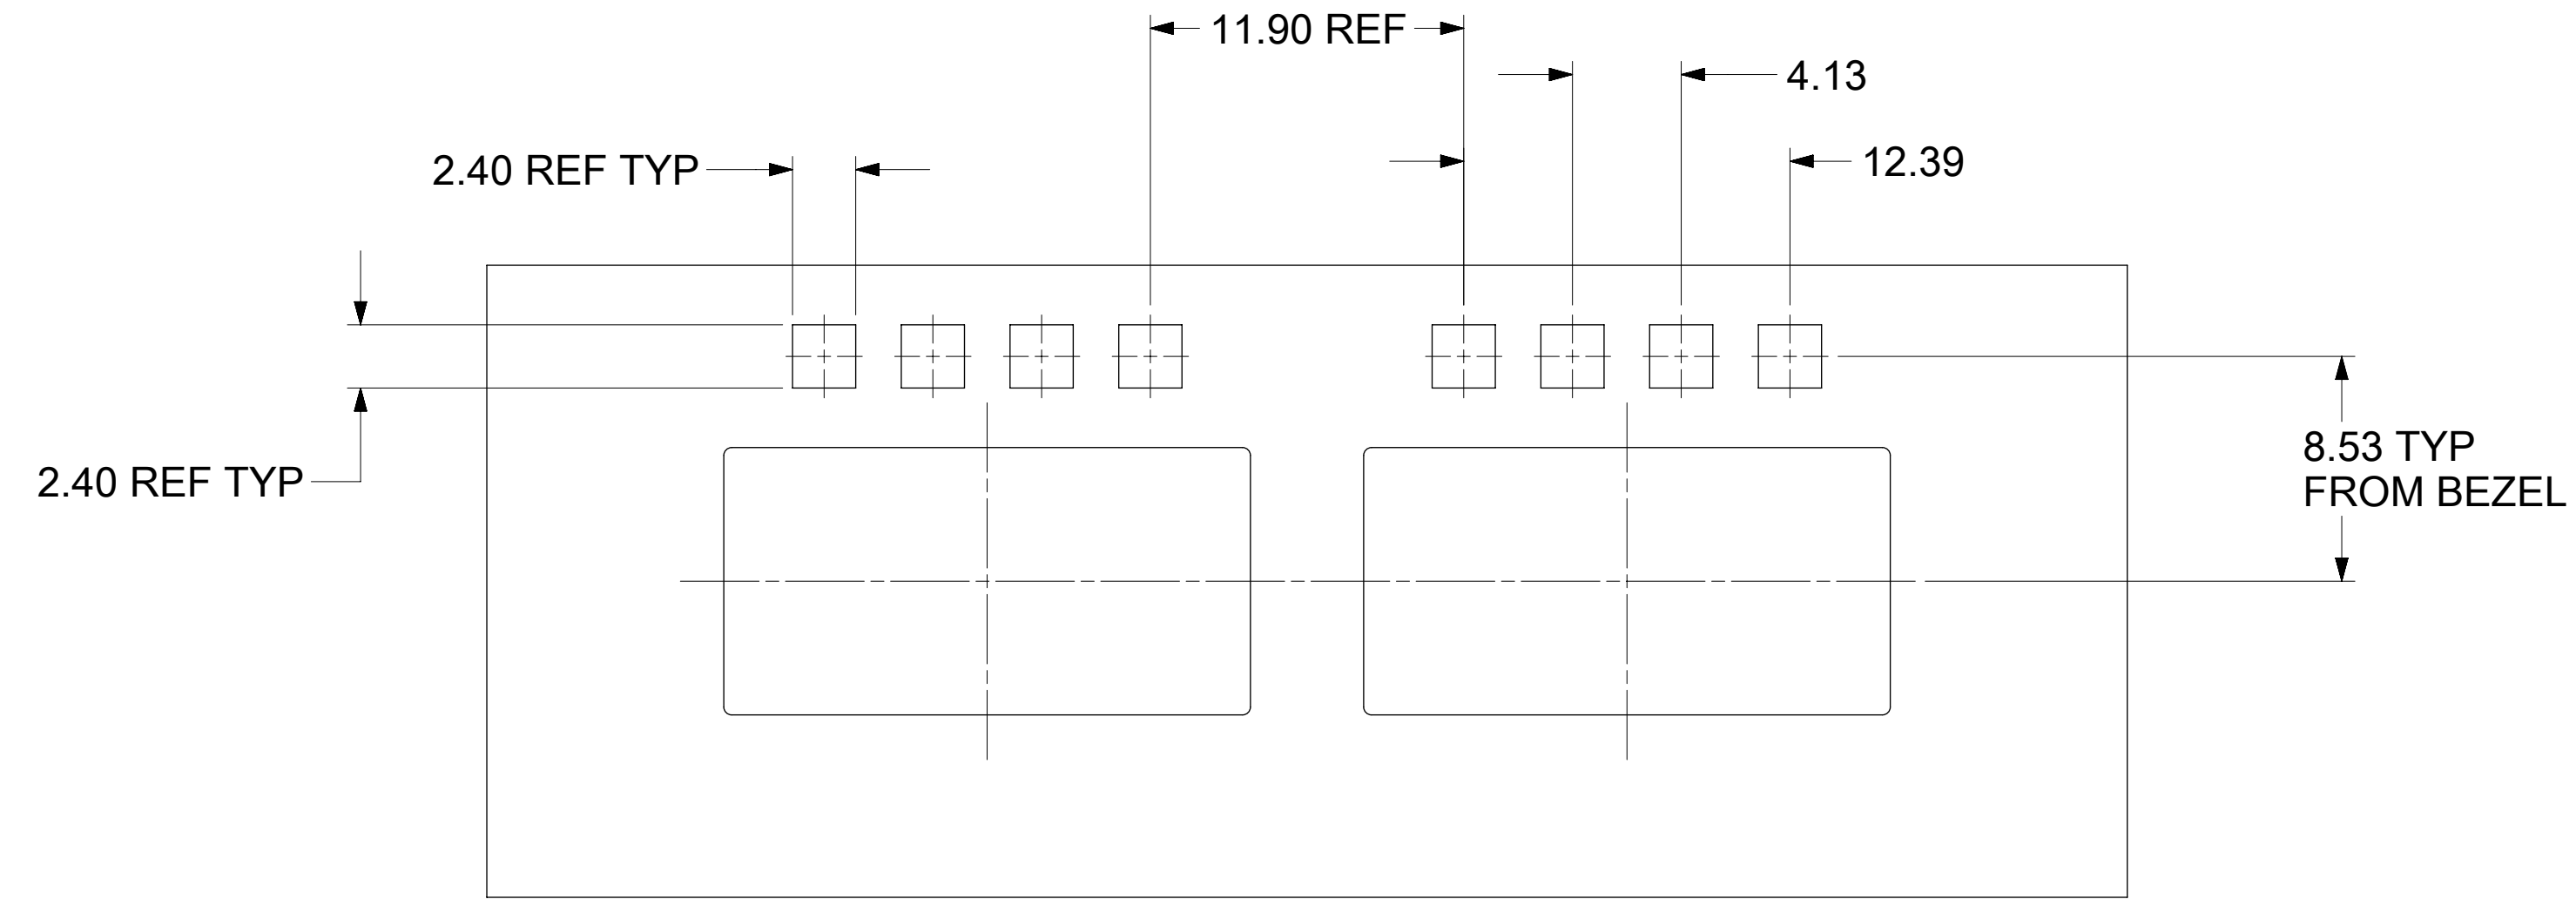 11.90 REF
4.13
12.39
2.40 REF TYP
2.40 REF TYP
8.53 TYP
FROM BEZEL